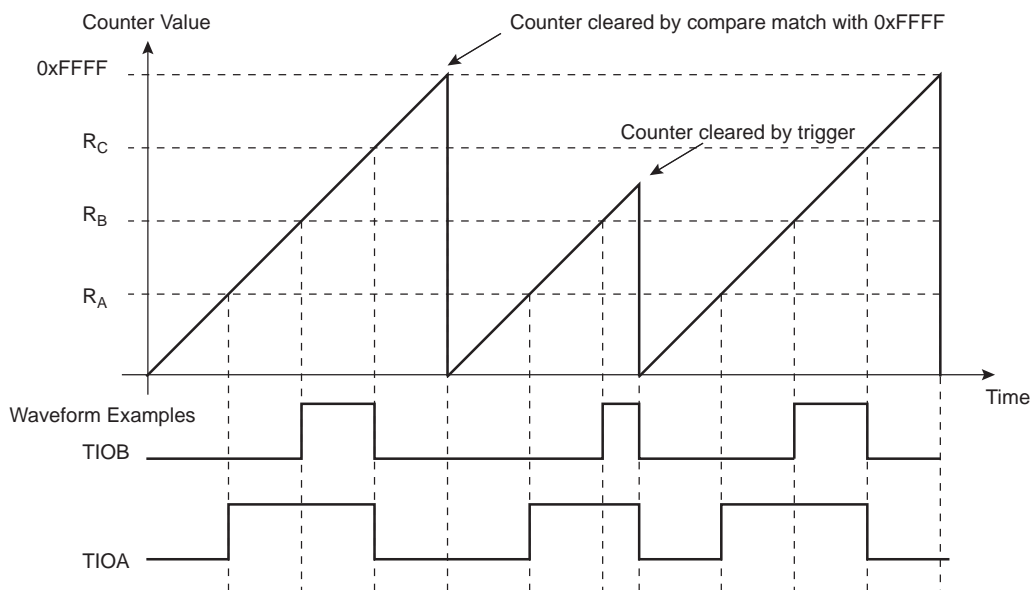 Counter Value
Counter cleared by compare match with 0xFFFF
0xFFFF
Counter cleared by trigger
RC
RB
RA
Time
Waveform Examples
TIOB
TIOA